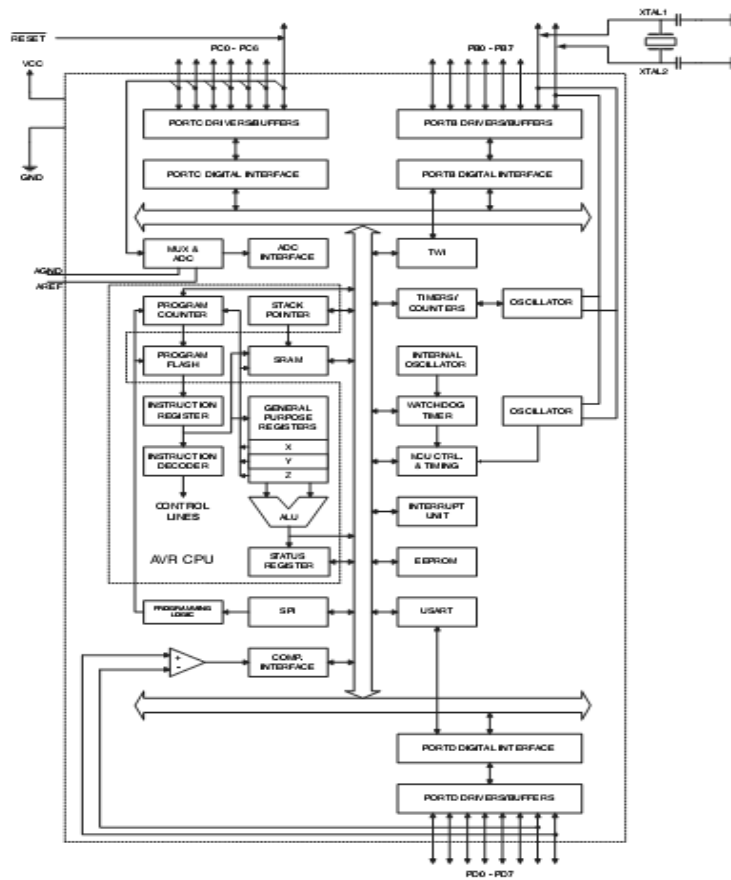 XTAL1
RESET
PC0 - PC6
PB0 - PB7
VCC
XTAL2
PORTC DRIVERS/BUFFERS
PORTB DRIVERS/BUFFERS
PORTC DIGITAL INTERFACE
PORTB DIGITAL INTERFACE
GND
MUX &
ADC
ADC
INTERFACE
TWI
AGND
AREF
PROGRAM
COUNTER
STACK
POINTER
TIMERS/
COUNTERS
OSCILLATOR
PROGRAM
FLASH
SRAM
INTERNAL
OSCILLATOR
INSTRUCTION
REGISTER
GENERAL
PURPOSE
REGISTERS
WATCHDOG
TIMER
OSCILLATOR
X
INSTRUCTION
DECODER
Y
MCU CTRL.
& TIMING
Z
CONTROL
LINES
INTERRUPT
UNIT
ALU
AVR CPU
STATUS
REGISTER
EEPROM
PROGRAMMING
LOGIC
SPI
USART
+
-
COMP.
INTERFACE
PORTD DIGITAL INTERFACE
PORTD DRIVERS/BUFFERS
PD0 - PD7